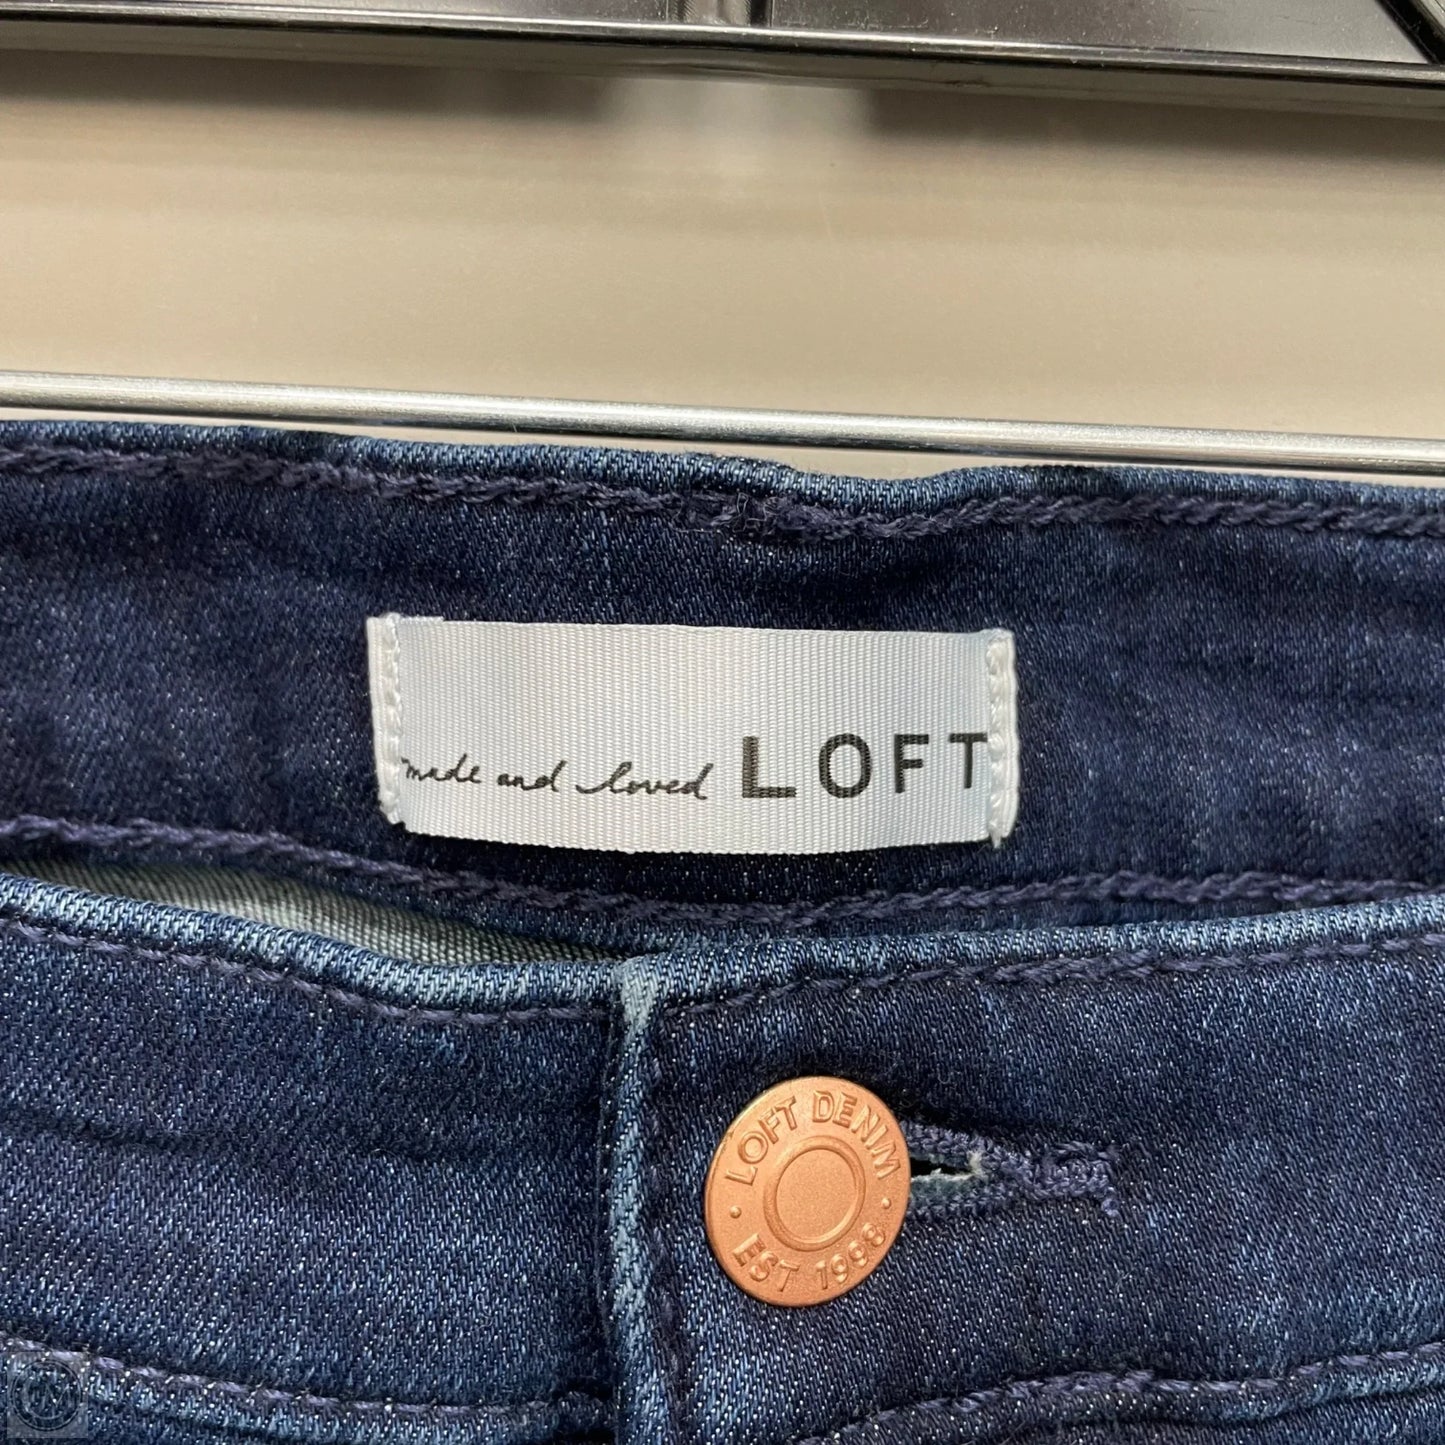 made and loved LOFT
LOFT DENIM
· EST 1998 ·